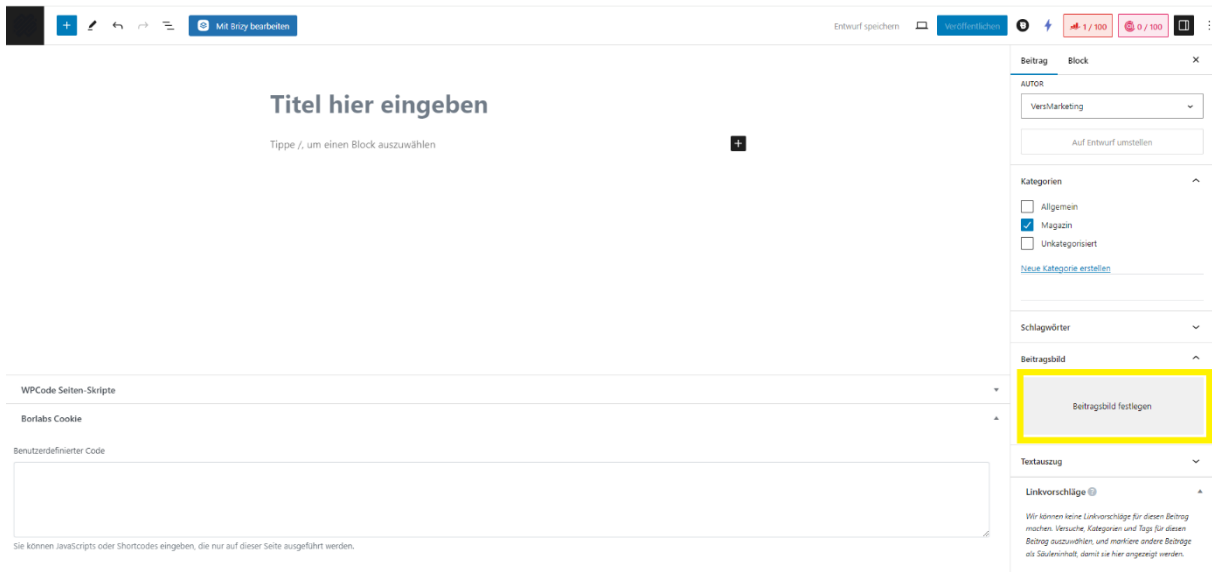 Mit Brizy bearbeiten
Entwurf speichern
Veröffentlichen
1 / 100
0 / 100
Titel hier eingeben
Tippe /, um einen Block auszuwählen
WPCode Seiten-Skripte
Borlabs Cookie
Benutzerdefinierter Code
Sie können JavaScripts oder Shortcodes eingeben, die nur auf dieser Seite ausgeführt werden.
Beitrag
Block
AUTOR
VersMarketing
Auf Entwurf umstellen
Kategorien
Allgemein
Magazin
Unkategorisiert
Neue Kategorie erstellen
Schlagwörter
Beitragsbild
Beitragsbild festlegen
Textauszug
Linkvorschläge
Wir können keine Linkvorschläge für diesen Beitrag
machen. Versuche, Kategorien und Tags für diesen
Beitrag auszuwählen, und markiere andere Beiträge
als Säuleninhalt, damit sie hier angezeigt werden.